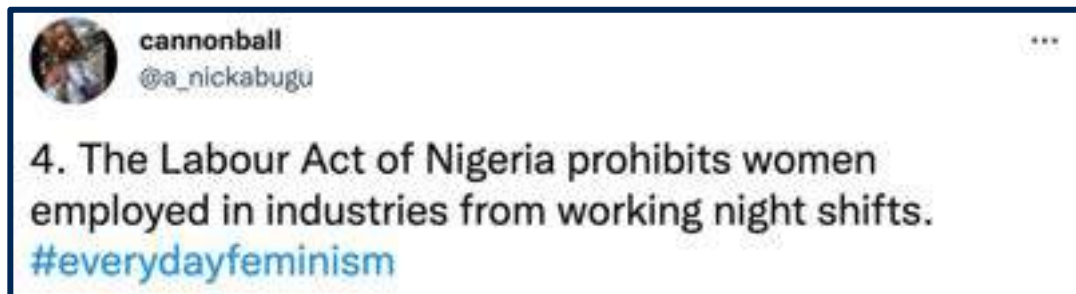 cannonball
@a_nickabugu
4. The Labour Act of Nigeria prohibits women
employed in industries from working night shifts.
#everydayfeminism